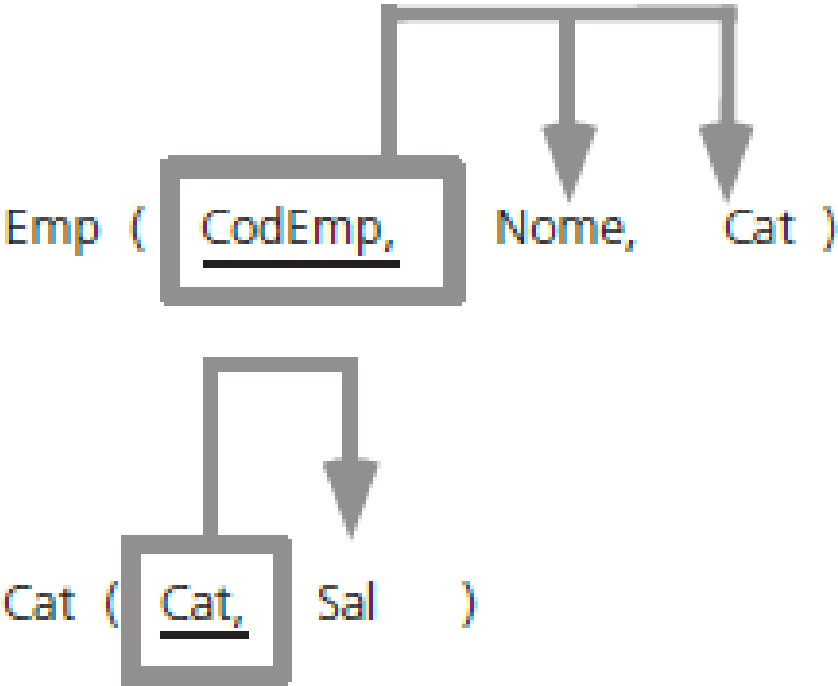 Emp ( CodEmp, Nome, Cat )
Cat ( Cat, Sal )